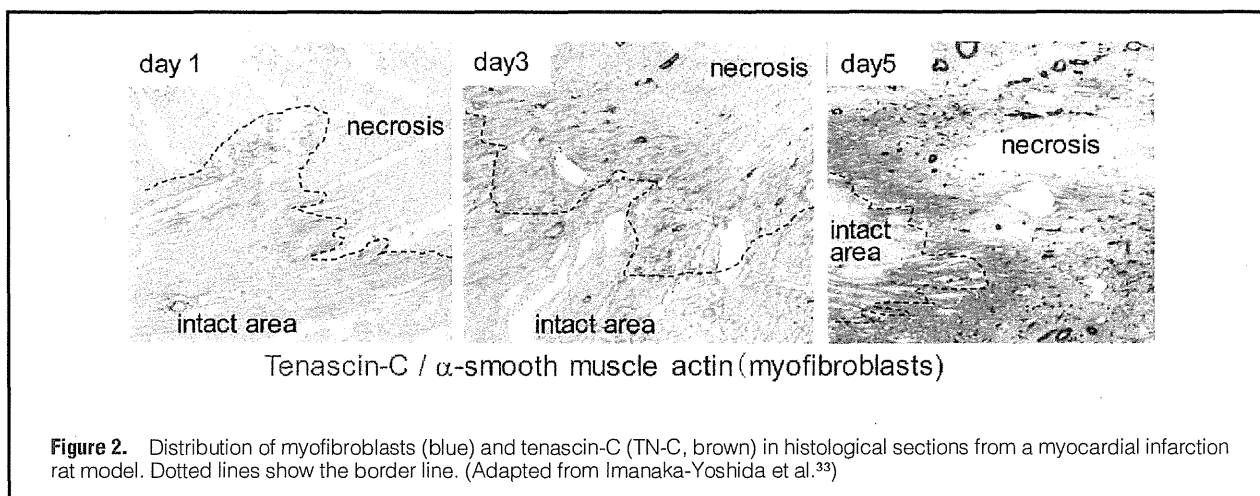 day 1
necrosis
intact area
day3
necrosis
intact area
day5
necrosis
intact area
Tenascin-C / α-smooth muscle actin (myofibroblasts)
Figure 2. Distribution of myofibroblasts (blue) and tenascin-C (TN-C, brown) in histological sections from a myocardial infarction
rat model. Dotted lines show the border line. (Adapted from Imanaka-Yoshida et al.³³)